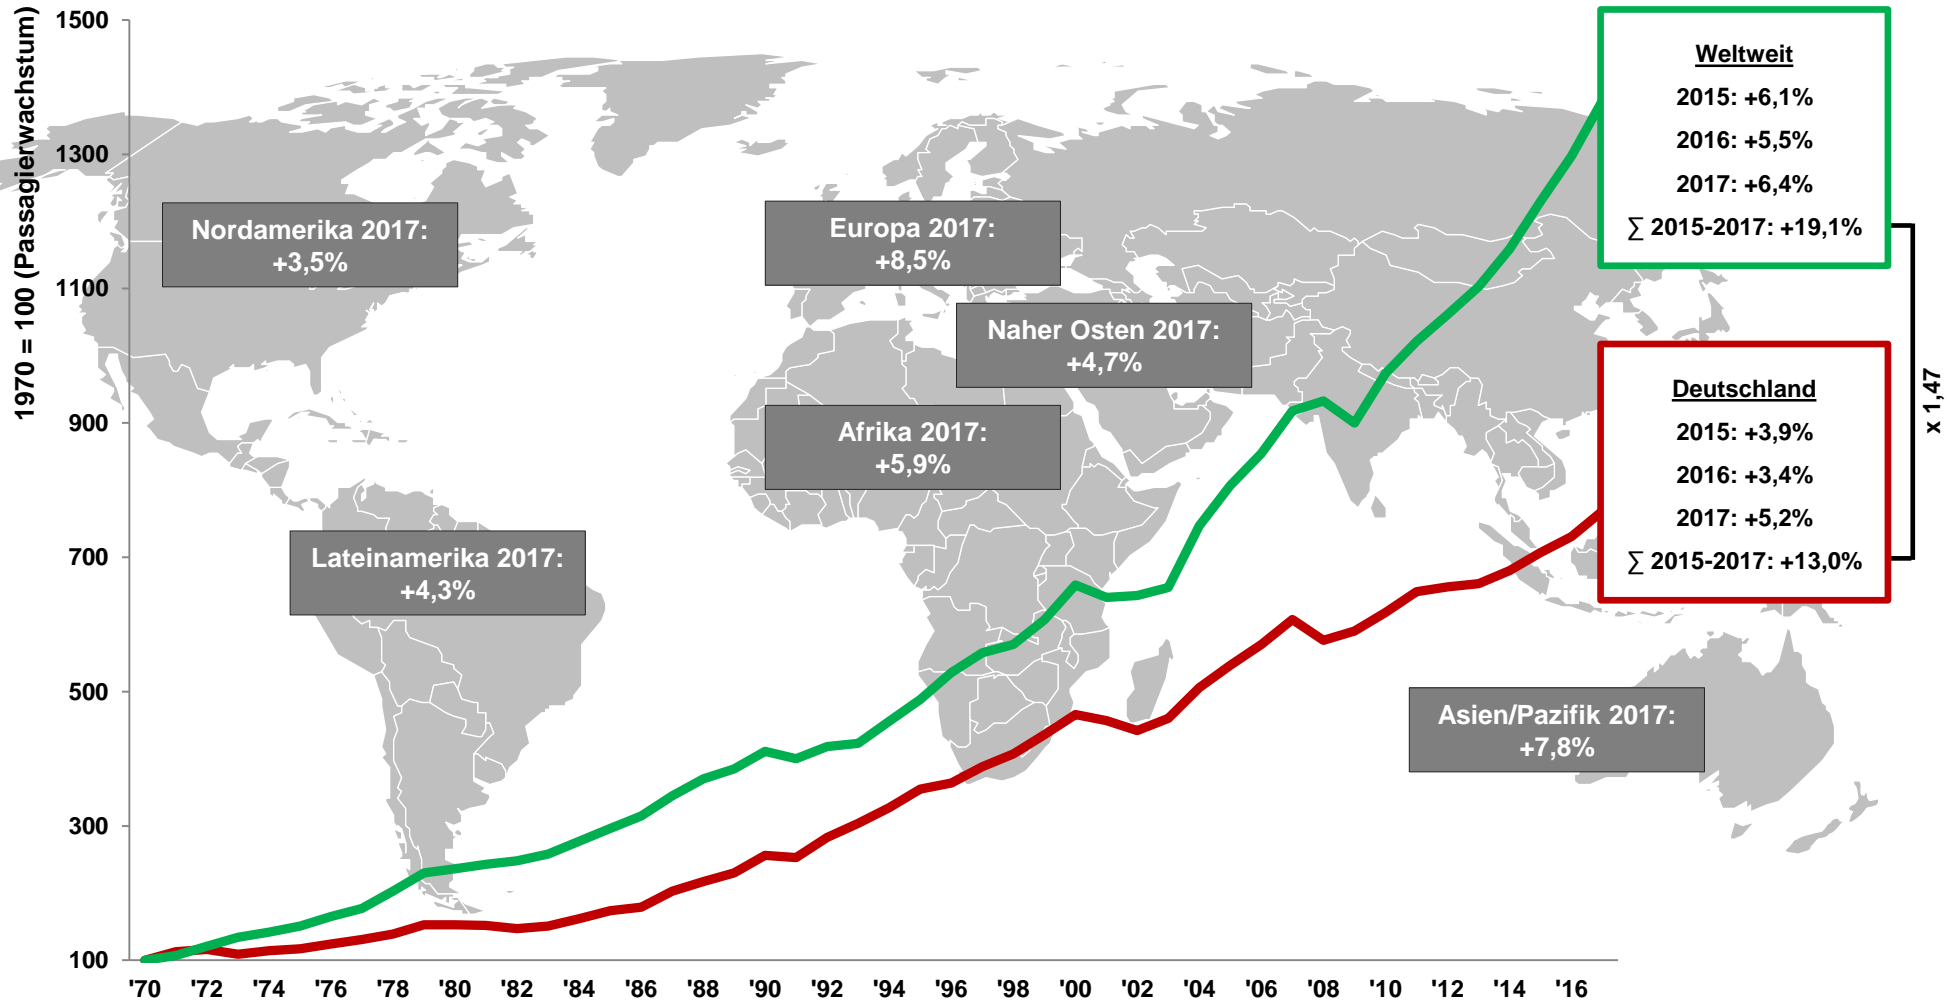 1970 = 100 (Passagierwachstum)
1500
1300
1100
900
700
500
300
100
'70 '72 '74 '76 '78 '80 '82 '84 '86 '88 '90 '92 '94 '96 '98 '00 '02 '04 '06 '08 '10 '12 '14 '16
Nordamerika 2017:
+3,5%
Europa 2017:
+8,5%
Naher Osten 2017:
+4,7%
Afrika 2017:
+5,9%
Lateinamerika 2017:
+4,3%
Asien/Pazifik 2017:
+7,8%
Weltweit
2015: +6,1%
2016: +5,5%
2017: +6,4%
∑ 2015-2017: +19,1%
Deutschland
2015: +3,9%
2016: +3,4%
2017: +5,2%
∑ 2015-2017: +13,0%
x 1,47